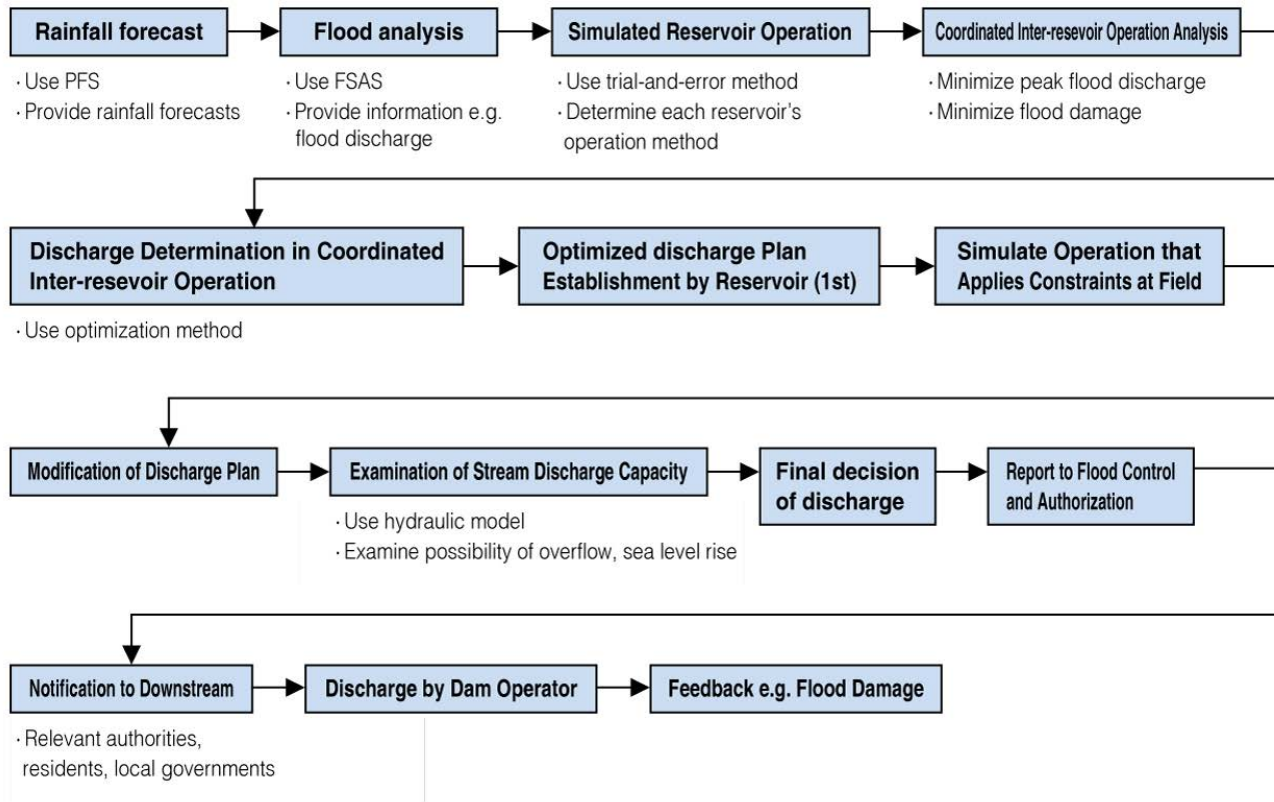 Rainfall forecast
Flood analysis
Simulated Reservoir Operation
Coordinated Inter-resevoir Operation Analysis
· Use PFS
· Provide rainfall forecasts
· Use FSAS
· Provide information e.g.
flood discharge
· Use trial-and-error method
· Determine each reservoir's
operation method
· Minimize peak flood discharge
· Minimize flood damage
Discharge Determination in Coordinated
Inter-resevoir Operation
· Use optimization method
Optimized discharge Plan
Establishment by Reservoir (1st)
Simulate Operation that
Applies Constraints at Field
Modification of Discharge Plan
Examination of Stream Discharge Capacity
· Use hydraulic model
· Examine possibility of overflow, sea level rise
Final decision
of discharge
Report to Flood Control
and Authorization
Notification to Downstream
· Relevant authorities,
residents, local governments
Discharge by Dam Operator
Feedback e.g. Flood Damage